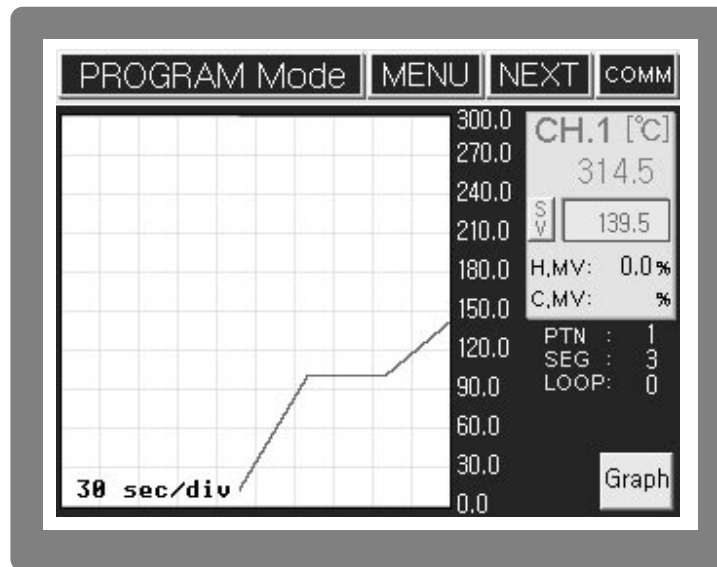 PROGRAM Mode MENU NEXT COMM
300.0
270.0
240.0
210.0
180.0
150.0
120.0
90.0
60.0
30.0
0.0
30 sec/div
CH.1 [℃]
314.5
SV 139.5
H,MV: 0.0 %
C,MV: %
PTN : 1
SEG : 3
LOOP: 0
Graph